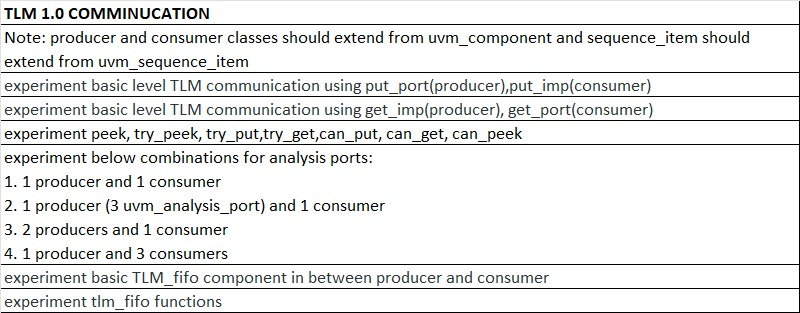 TLM 1.0 COMMINUCATION
Note: producer and consumer classes should extend from uvm_component and sequence_item should
extend from uvm_sequence_item
experiment basic level TLM communication using put_port(producer),put_imp(consumer)
experiment basic level TLM communication using get_imp(producer), get_port(consumer)
experiment peek, try_peek, try_put,try_get,can_put, can_get, can_peek
experiment below combinations for analysis ports:
1. 1 producer and 1 consumer
2. 1 producer (3 uvm_analysis_port) and 1 consumer
3. 2 producers and 1 consumer
4. 1 producer and 3 consumers
experiment basic TLM_fifo component in between producer and consumer
experiment tlm_fifo functions